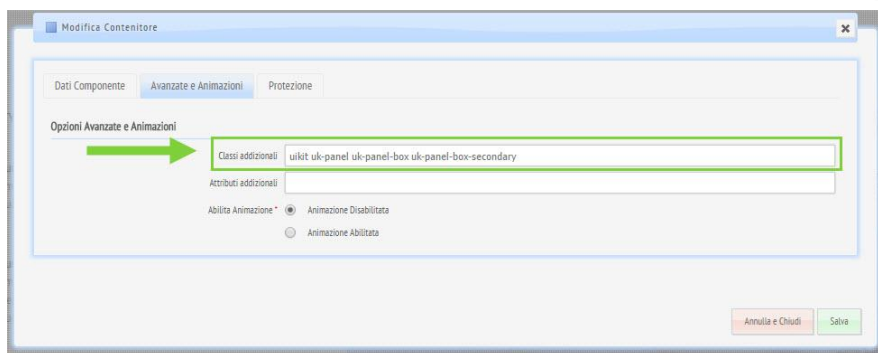 Modifica Contenitore
Dati Componente Avanzate e Animazioni Protezione
Opzioni Avanzate e Animazioni
Classi addizionali uikit uk-panel uk-panel-box uk-panel-box-secondary
Attributi addizionali
Abilita Animazione * Animazione Disabilitata
Animazione Abilitata
Annulla e Chiudi Salva